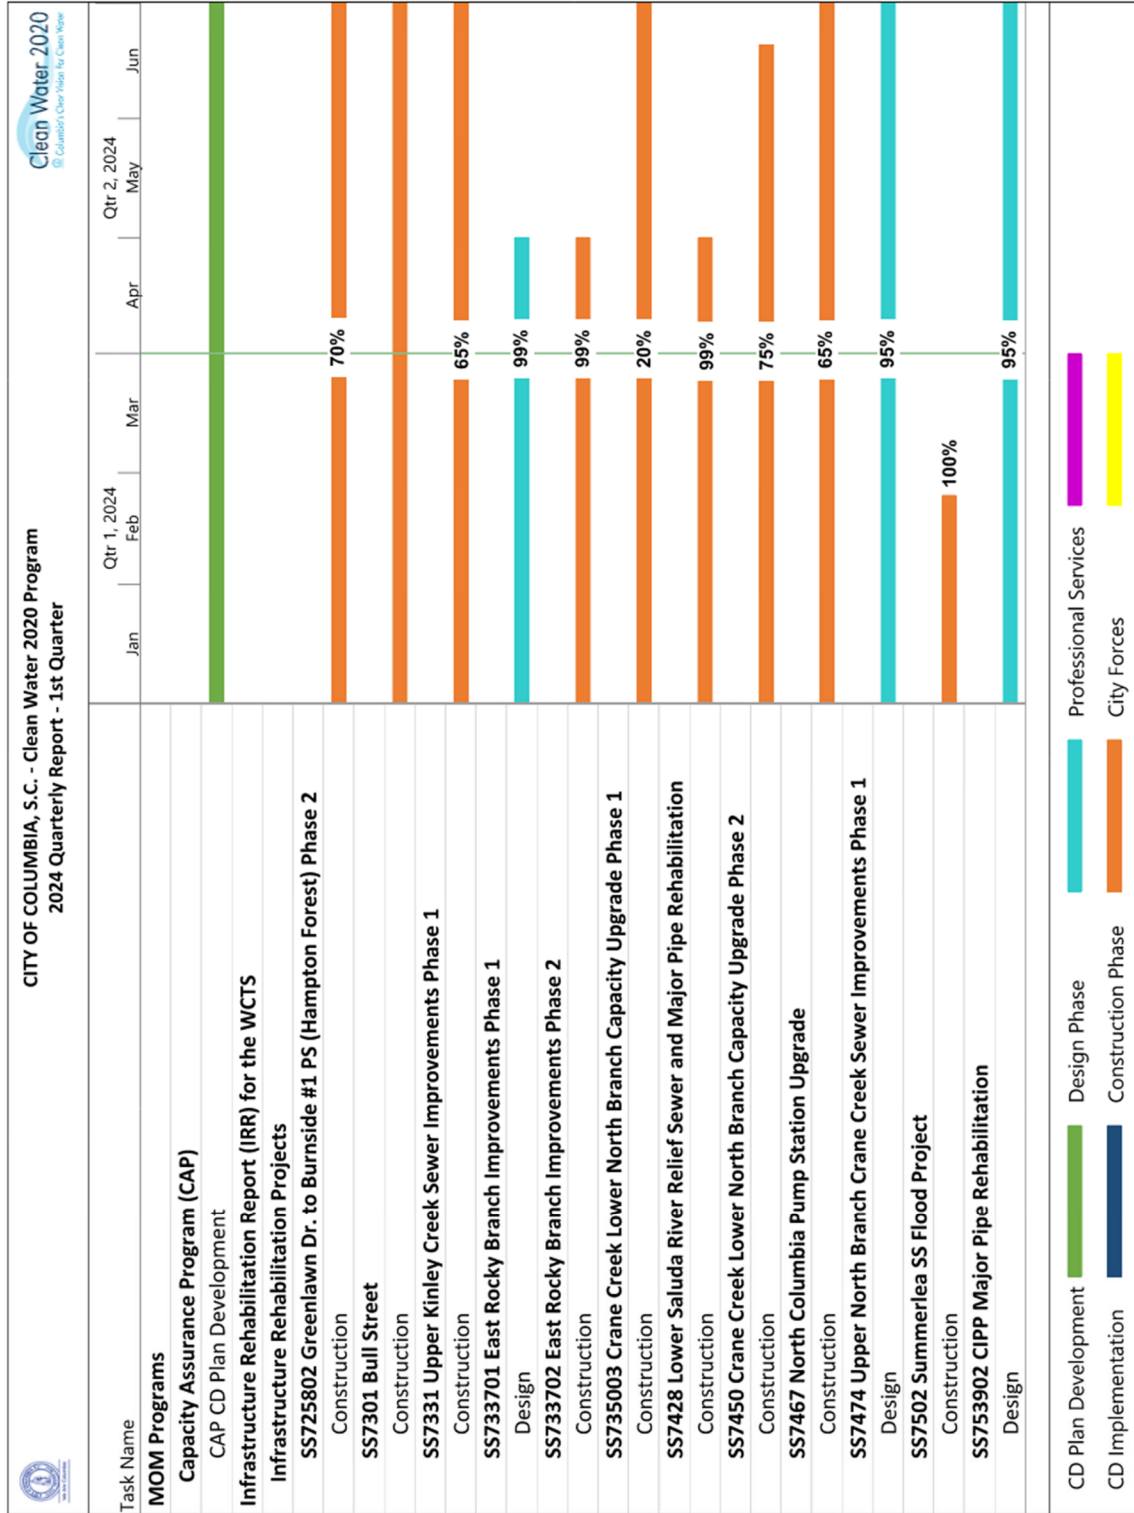 CITY OF COLUMBIA, S.C. - Clean Water 2020 Program
2024 Quarterly Report - 1st Quarter
Clean Water 2020
Columbia's Clear Vision For Clean Water
We Are Columbia
Task Name
Qtr 1, 2024
Qtr 2, 2024
Jan
Feb
Mar
Apr
May
Jun
MOM Programs
Capacity Assurance Program (CAP)
CAP CD Plan Development
Infrastructure Rehabilitation Report (IRR) for the WCTS
Infrastructure Rehabilitation Projects
SS725802 Greenlawn Dr. to Burnside #1 PS (Hampton Forest) Phase 2
Construction 70%
SS7301 Bull Street
Construction
SS7331 Upper Kinley Creek Sewer Improvements Phase 1
Construction 65%
SS733701 East Rocky Branch Improvements Phase 1
Design 99%
SS733702 East Rocky Branch Improvements Phase 2
Construction 99%
SS735003 Crane Creek Lower North Branch Capacity Upgrade Phase 1
Construction 20%
SS7428 Lower Saluda River Relief Sewer and Major Pipe Rehabilitation
Construction 99%
SS7450 Crane Creek Lower North Branch Capacity Upgrade Phase 2
Construction 75%
SS7467 North Columbia Pump Station Upgrade
Construction 65%
SS7474 Upper North Branch Crane Creek Sewer Improvements Phase 1
Design 95%
SS7502 Summerlea SS Flood Project
Construction 100%
SS753902 CIPP Major Pipe Rehabilitation
Design 95%
CD Plan Development
Design Phase
Professional Services
CD Implementation
Construction Phase
City Forces